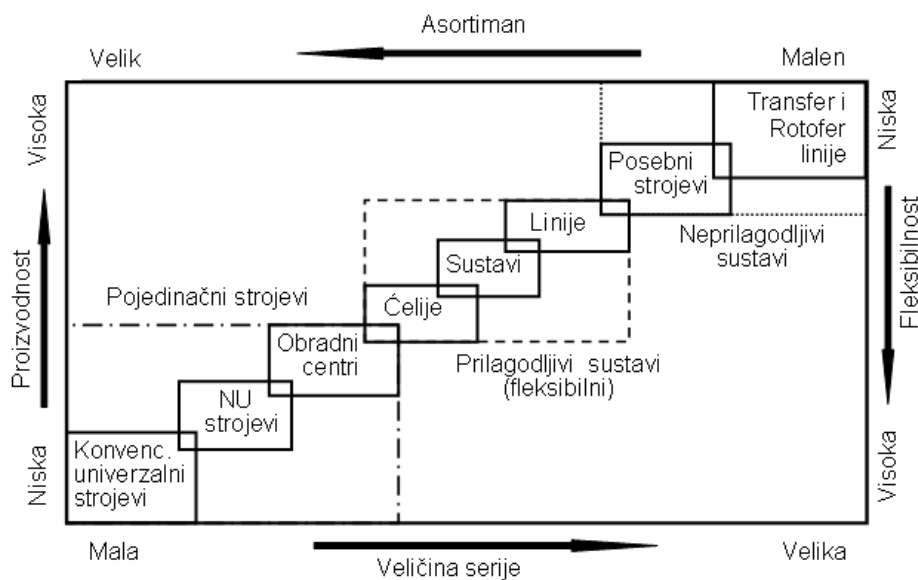 Asortiman
Velik
Malen
Visoka
Niska
Transfer i
Rotofer
linije
Posebni
strojevi
Linije
Neprilagodljivi
sustavi
Sustavi
Fleksibilnost
Pojedinačni strojevi
Ćelije
Proizvodnost
Obradni
centri
Prilagodljivi sustavi
(fleksibilni)
NU
strojevi
Konvenc.
univerzalni
strojevi
Niska
Visoka
Mala
Veličina serije
Velika